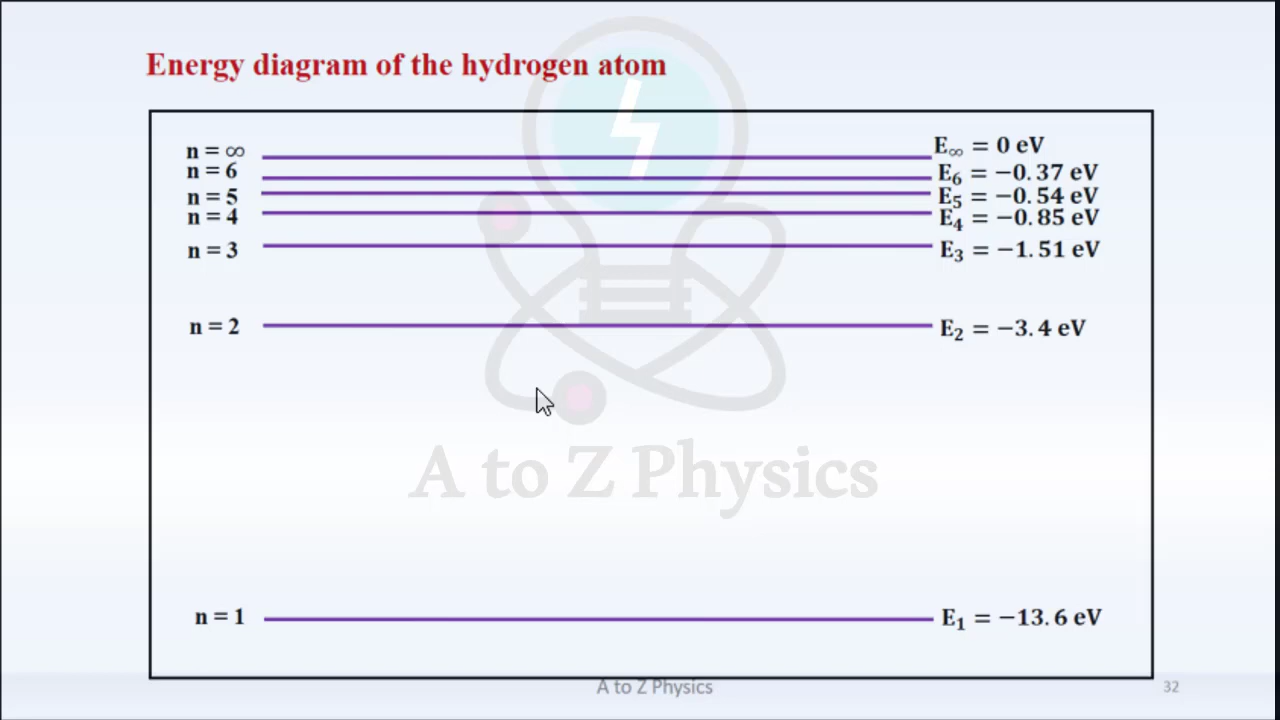 Energy diagram of the hydrogen atom
n = ∞ E∞ = 0 eV
n = 6 E₆ = −0.37 eV
n = 5 E₅ = −0.54 eV
n = 4 E₄ = −0.85 eV
n = 3 E₃ = −1.51 eV
n = 2 E₂ = −3.4 eV
A to Z Physics
n = 1 E₁ = −13.6 eV
A to Z Physics 32